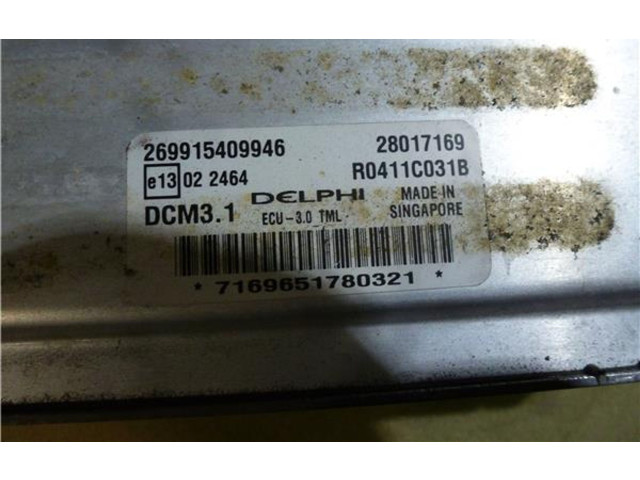 269915409946 28017169
e13 02 2464 DELPHI R0411C031B
DCM3.1 ECU-3.0 TML MADE IN SINGAPORE
* 7169651780321 *